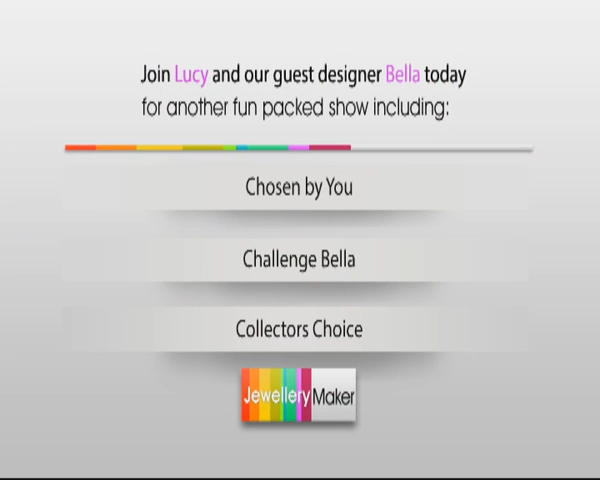 Join Lucy and our guest designer Bella today
for another fun packed show including:
Chosen by You
Challenge Bella
Collectors Choice
JewelleryMaker